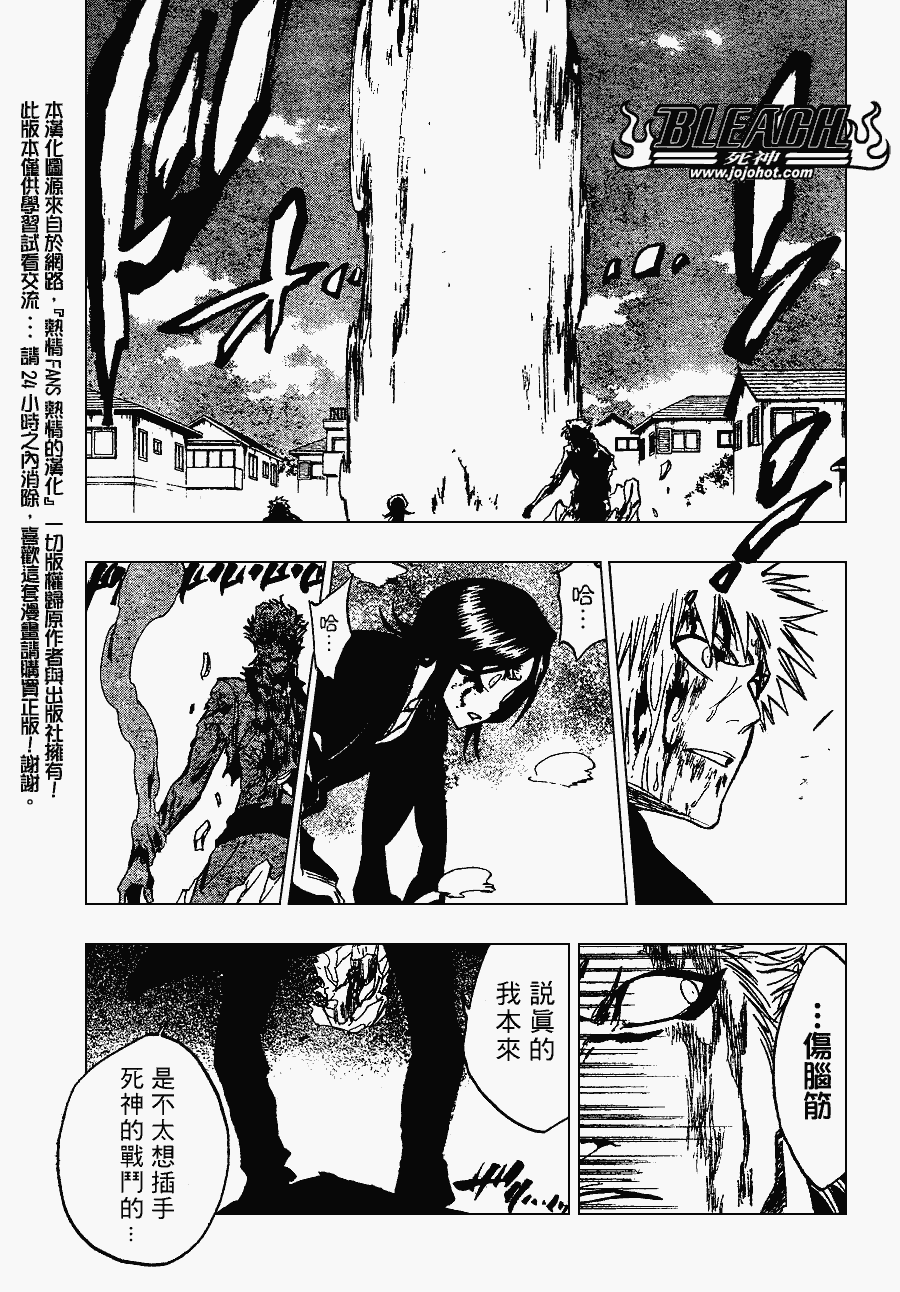 BLEACH
死神
www.jojohot.com
本漢化圖源來自於網路，『熱情FANS熱情的漢化』一切版權歸原作者與出版社擁有！
此版本僅供學習試看交流… 請24小時之內消除，喜歡這套漫畫請購買正版！謝謝。
哈…
哈…
…傷腦筋
説眞的
我本來
是不太想插手
死神的戰鬥的…